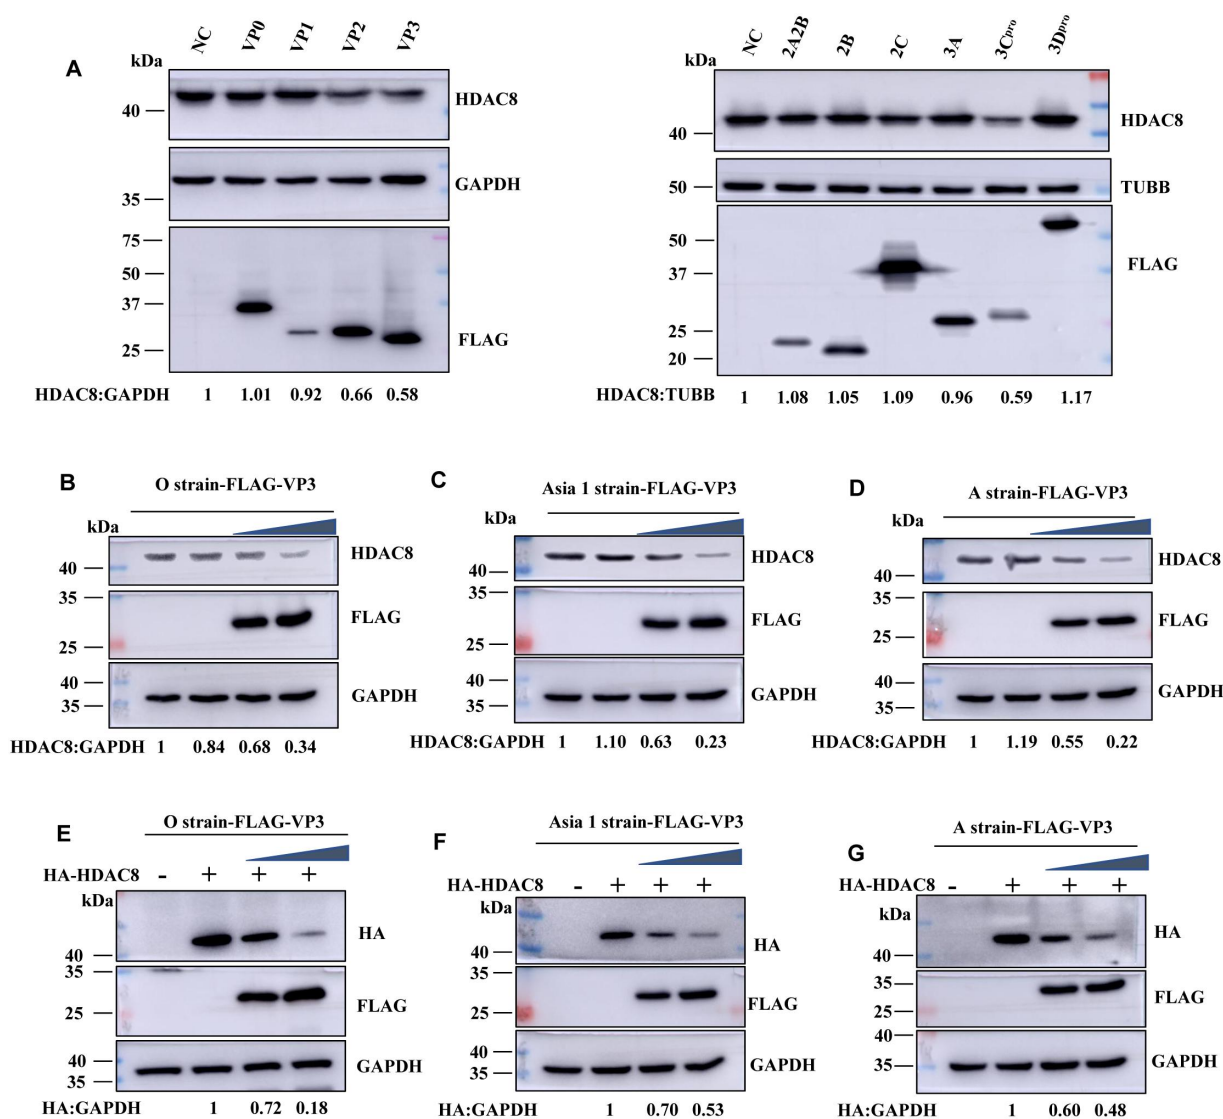 A
kDa
NC
VP0
VP1
VP2
VP3
HDAC8
40
GAPDH
35
75
50
37
25
FLAG
HDAC8:GAPDH 1 1.01 0.92 0.66 0.58
kDa
NC
2A2B
2B
2C
3A
3Cpro
3Dpro
HDAC8
40
50
TUBB
50
37
25
20
FLAG
HDAC8:TUBB 1 1.08 1.05 1.09 0.96 0.59 1.17
B
O strain-FLAG-VP3
kDa
HDAC8
40
35
FLAG
25
40
GAPDH
35
HDAC8:GAPDH 1 0.84 0.68 0.34
C
Asia 1 strain-FLAG-VP3
kDa
HDAC8
40
35
FLAG
25
40
GAPDH
35
HDAC8:GAPDH 1 1.10 0.63 0.23
D
A strain-FLAG-VP3
kDa
HDAC8
40
35
FLAG
25
40
GAPDH
35
HDAC8:GAPDH 1 1.19 0.55 0.22
E
O strain-FLAG-VP3
HA-HDAC8 - + + +
kDa
HA
40
35
FLAG
25
40
GAPDH
35
HA:GAPDH 1 0.72 0.18
F
Asia 1 strain-FLAG-VP3
HA-HDAC8 - + + +
kDa
HA
40
35
FLAG
25
40
GAPDH
35
HA:GAPDH 1 0.70 0.53
G
A strain-FLAG-VP3
HA-HDAC8 - + + +
kDa
HA
40
35
FLAG
25
40
GAPDH
35
HA:GAPDH 1 0.60 0.48